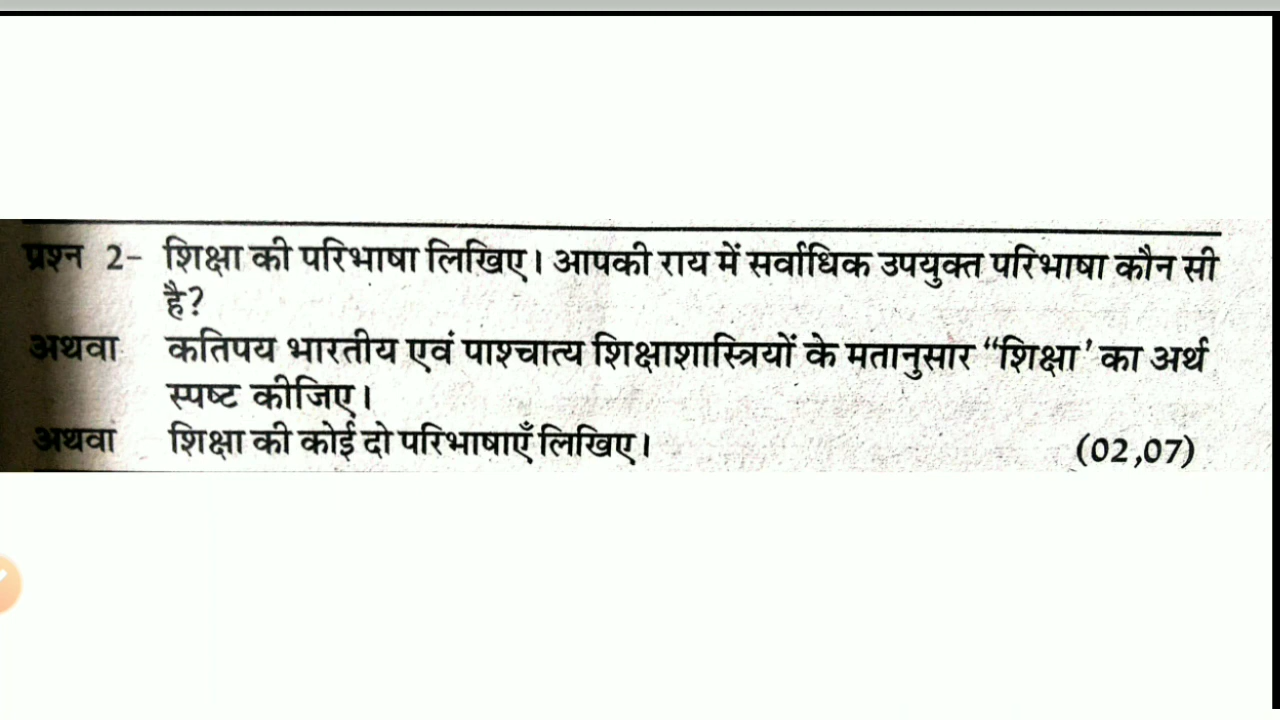 प्रश्न 2- शिक्षा की परिभाषा लिखिए। आपकी राय में सर्वाधिक उपयुक्त परिभाषा कौन सी
है?
अथवा कतिपय भारतीय एवं पाश्चात्य शिक्षाशास्त्रियों के मतानुसार “शिक्षा’ का अर्थ
स्पष्ट कीजिए।
अथवा शिक्षा की कोई दो परिभाषाएँ लिखिए। (02,07)